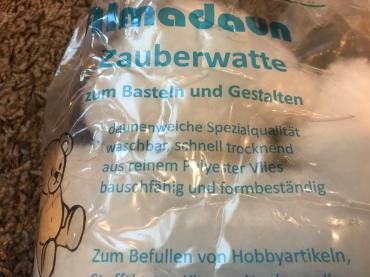 Almadaun
Zauberwatte
zum Basteln und Gestalten
daunenweiche Spezialqualität
waschbar, schnell trocknend
aus reinem Polyester Vlies
bauschfähig und formbeständig
Zum Befüllen von Hobbyartikeln,